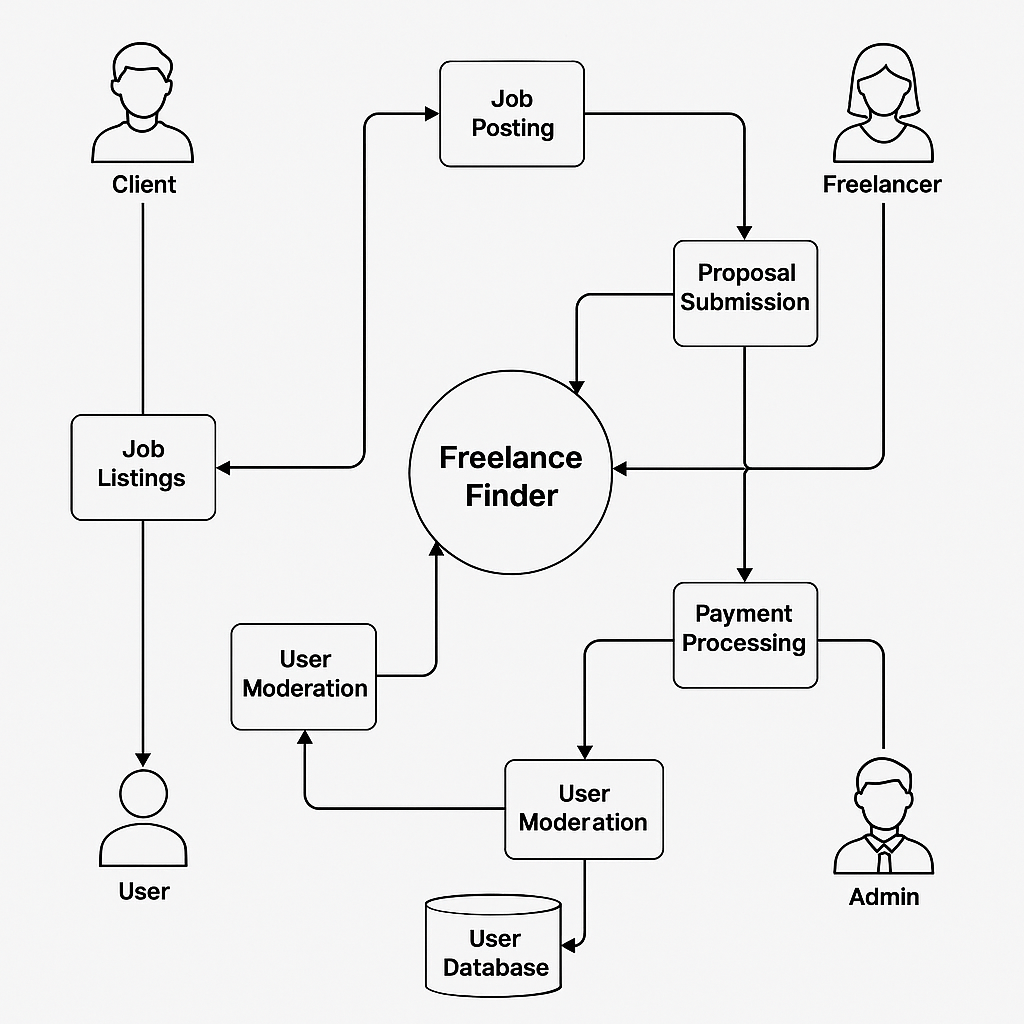 Client
Job
Posting
Freelancer
Proposal
Submission
Job
Listings
Freelance
Finder
Payment
Processing
User
Moderation
User
Moderation
User
Admin
User
Database